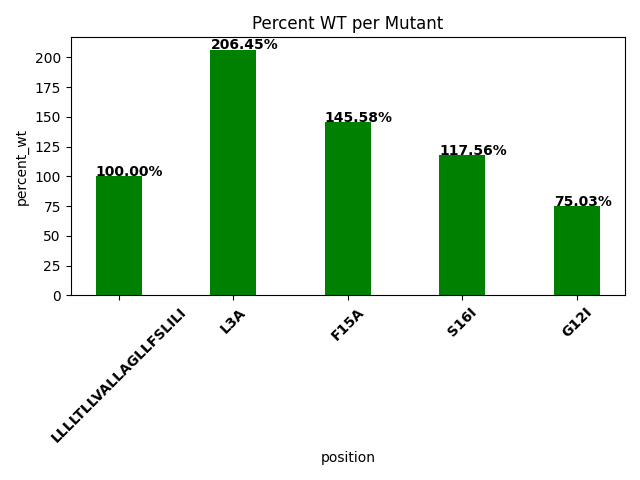 Percent WT per Mutant
percent_wt
200
175
150
125
100
75
50
25
0
100.00%
206.45%
145.58%
117.56%
75.03%
LLLLTLLVALLAGLLFSLILI
L3A
F15A
S16I
G12I
position